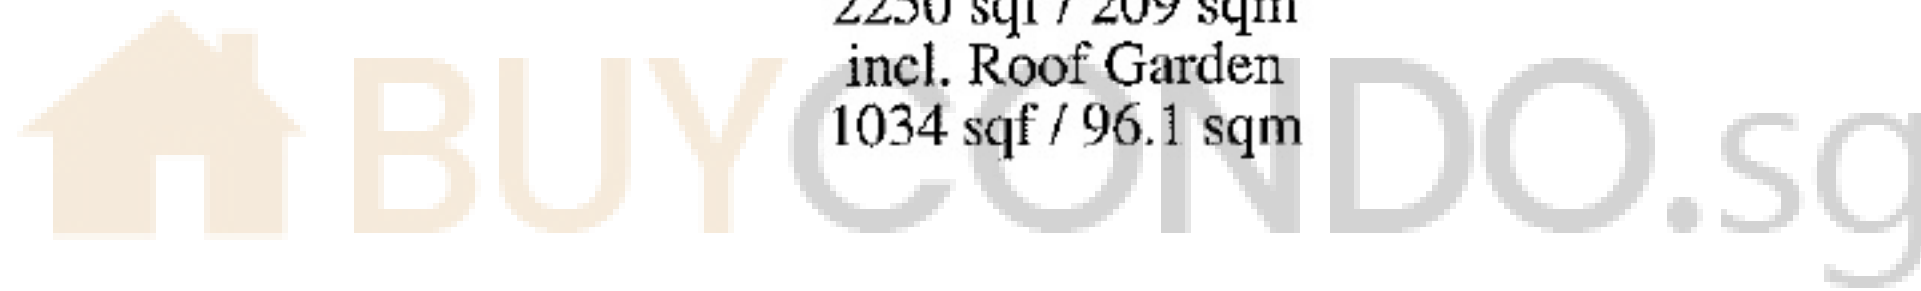 2250 sqf / 209 sqm
incl. Roof Garden
1034 sqf / 96.1 sqm
BUYCONDO.sg